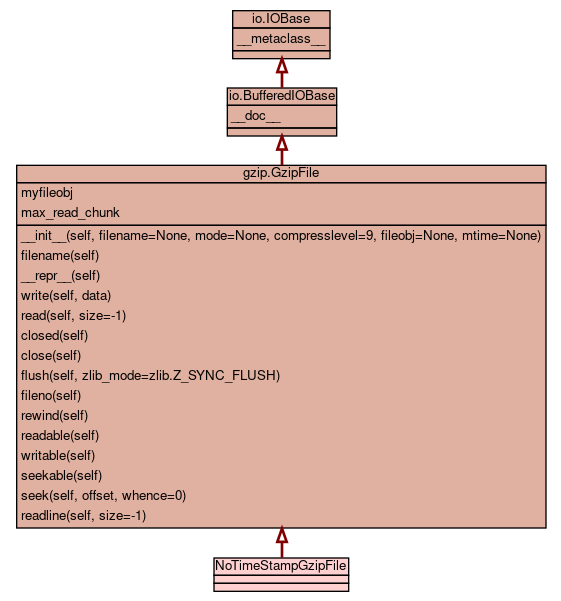 io.IOBase
__metaclass__
io.BufferedIOBase
__doc__
gzip.GzipFile
myfileobj
max_read_chunk
__init__(self, filename=None, mode=None, compresslevel=9, fileobj=None, mtime=None)
filename(self)
__repr__(self)
write(self, data)
read(self, size=-1)
closed(self)
close(self)
flush(self, zlib_mode=zlib.Z_SYNC_FLUSH)
fileno(self)
rewind(self)
readable(self)
writable(self)
seekable(self)
seek(self, offset, whence=0)
readline(self, size=-1)
NoTimeStampGzipFile